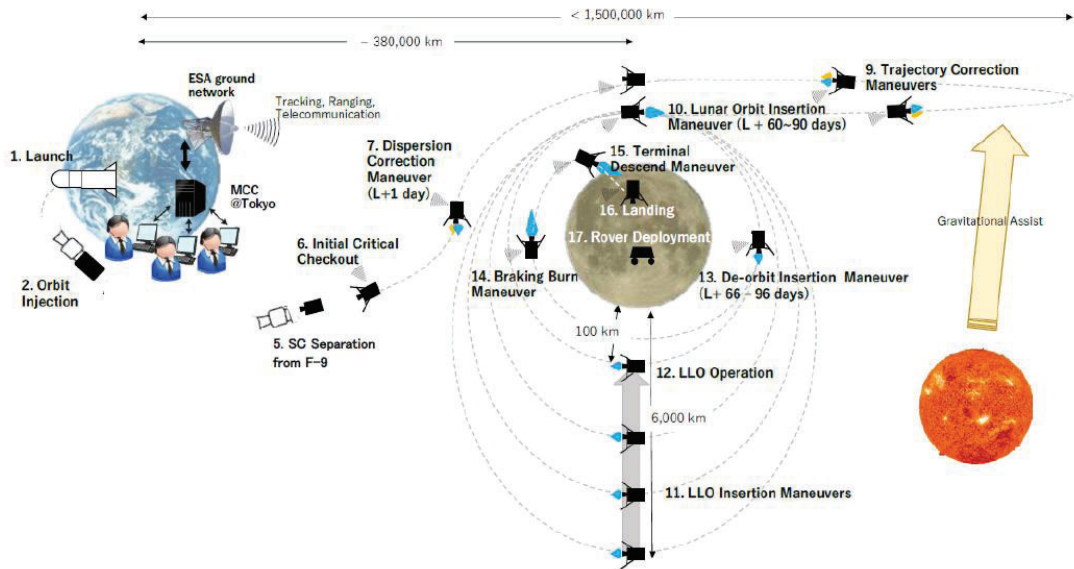 < 1,500,000 km
~ 380,000 km
ESA ground
network
Tracking, Ranging,
Telecommunication
1. Launch
MCC
@Tokyo
2. Orbit
Injection
5. SC Separation
from F-9
6. Initial Critical
Checkout
7. Dispersion
Correction
Maneuver
(L+1 day)
9. Trajectory Correction
Maneuvers
10. Lunar Orbit Insertion
Maneuver (L + 60~90 days)
15. Terminal
Descend Maneuver
16. Landing
17. Rover Deployment
14. Braking Burn
Maneuver
13. De-orbit Insertion Maneuver
(L+ 66 ~ 96 days)
Gravitational Assist
100 km
12. LLO Operation
6,000 km
11. LLO Insertion Maneuvers